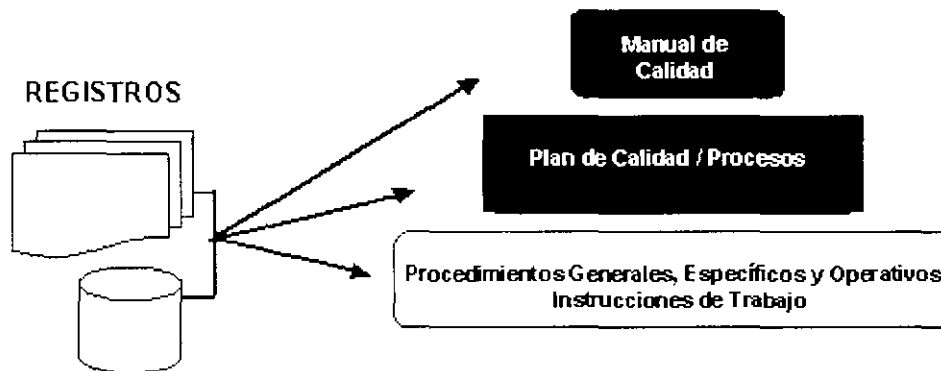 REGISTROS
Manual de
Calidad
Plan de Calidad / Procesos
Procedimientos Generales, Específicos y Operativos
Instrucciones de Trabajo